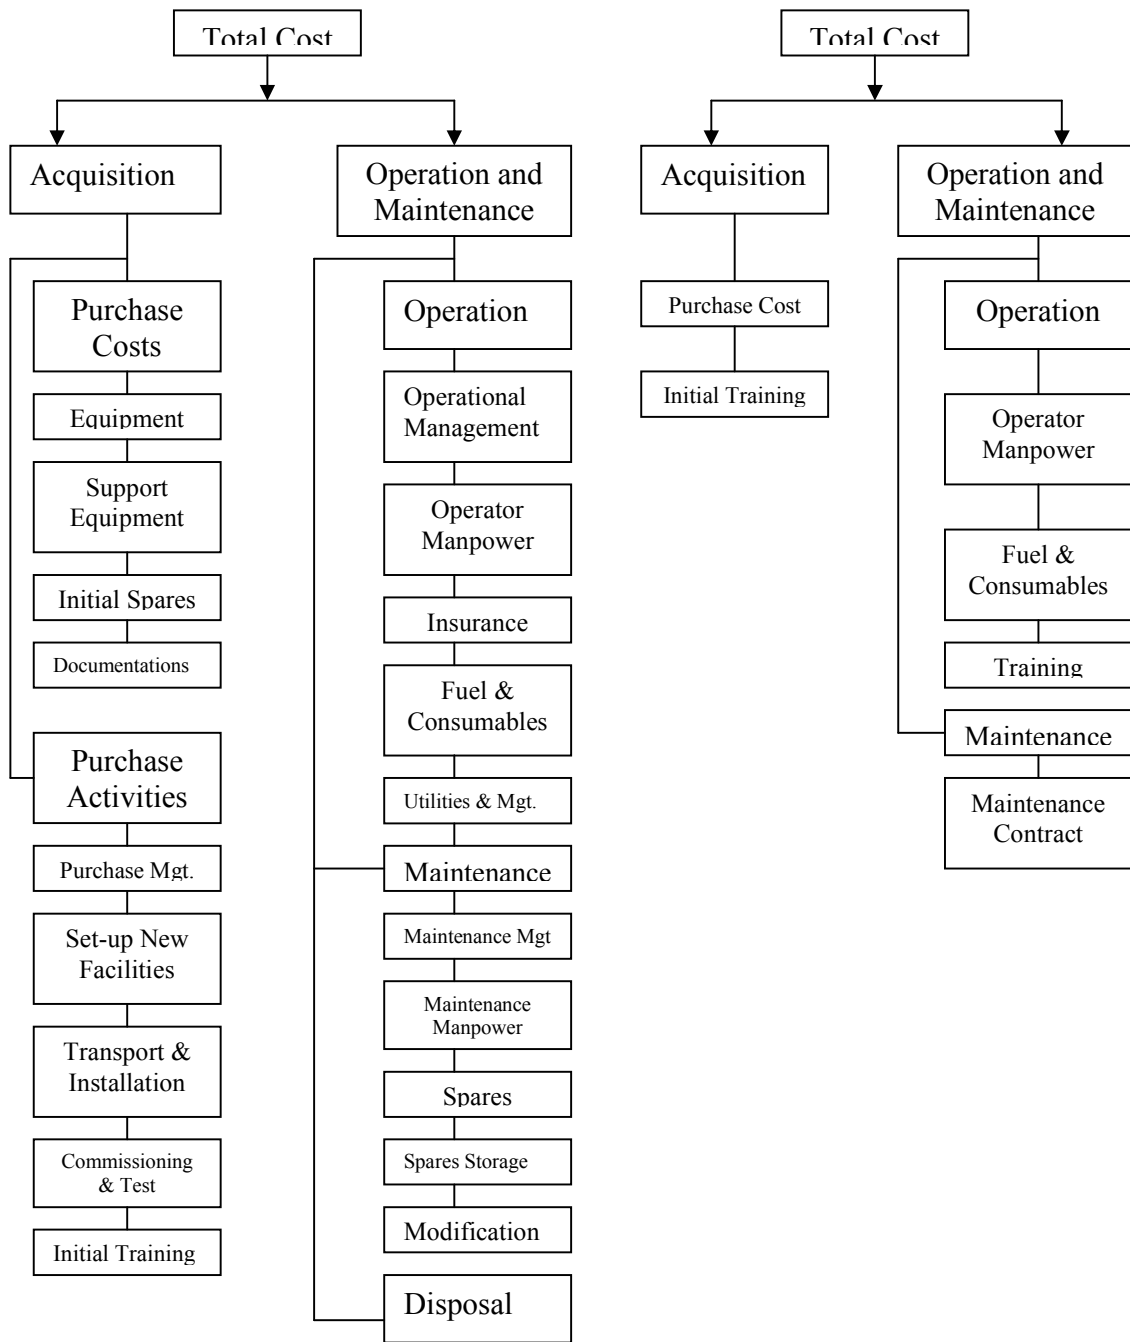 Total Cost
Acquisition
Operation and
Maintenance
Purchase
Costs
Equipment
Support
Equipment
Initial Spares
Documentations
Purchase
Activities
Purchase Mgt.
Set-up New
Facilities
Transport &
Installation
Commissioning
& Test
Initial Training
Operation
Operational
Management
Operator
Manpower
Insurance
Fuel &
Consumables
Utilities & Mgt.
Maintenance
Maintenance Mgt
Maintenance
Manpower
Spares
Spares Storage
Modification
Disposal
Total Cost
Acquisition
Operation and
Maintenance
Purchase Cost
Initial Training
Operation
Operator
Manpower
Fuel &
Consumables
Training
Maintenance
Maintenance
Contract